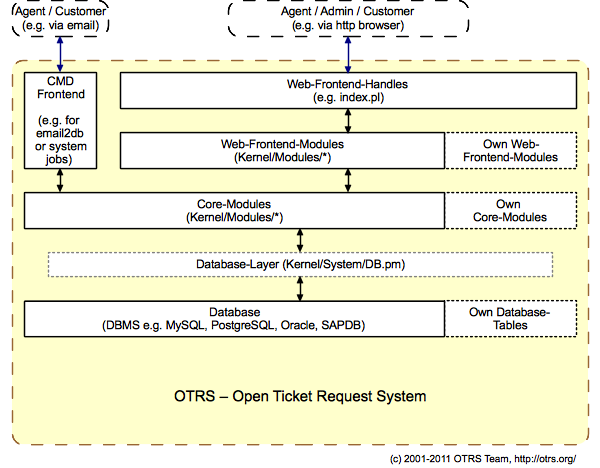 Agent / Customer
(e.g. via email)
Agent / Admin / Customer
(e.g. via http browser)
CMD
Frontend
(e.g. for
email2db
or system
jobs)
Web-Frontend-Handles
(e.g. index.pl)
Web-Frontend-Modules
(Kernel/Modules/*)
Own Web-
Frontend-Modules
Core-Modules
(Kernel/Modules/*)
Own
Core-Modules
Database-Layer (Kernel/System/DB.pm)
Database
(DBMS e.g. MySQL, PostgreSQL, Oracle, SAPDB)
Own Database-
Tables
OTRS – Open Ticket Request System
(c) 2001-2011 OTRS Team, http://otrs.org/